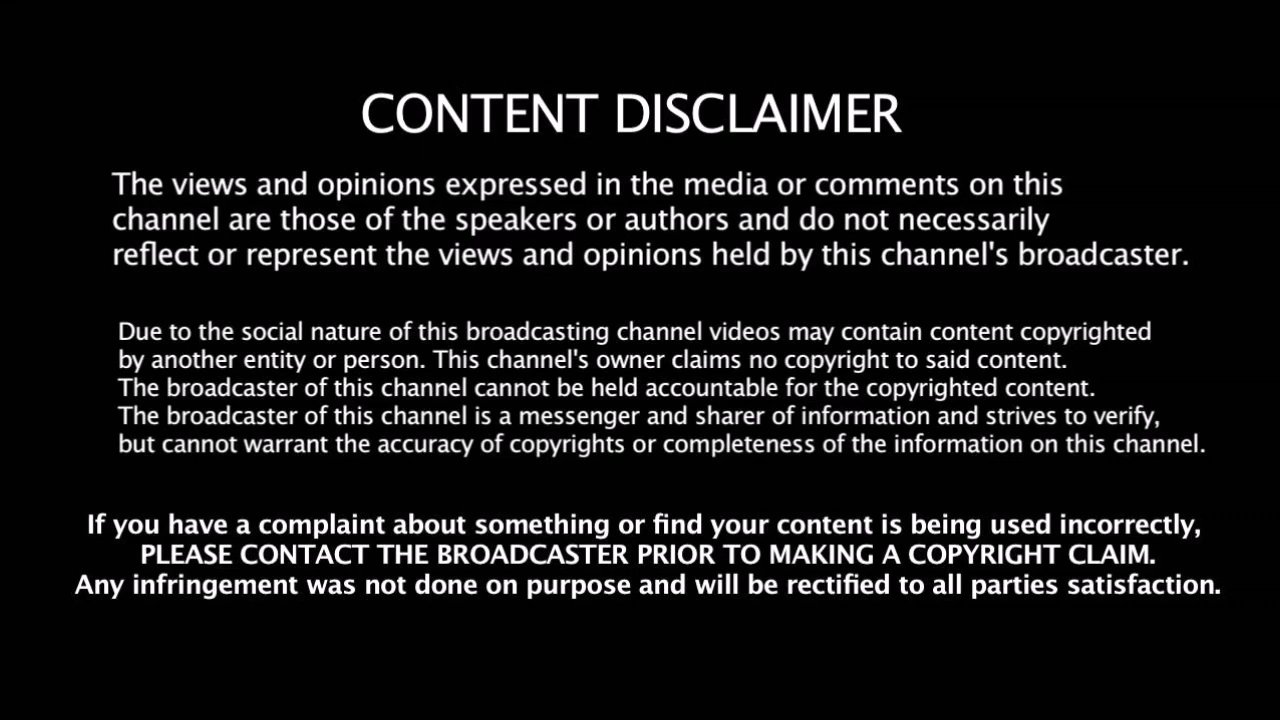 CONTENT DISCLAIMER
The views and opinions expressed in the media or comments on this
channel are those of the speakers or authors and do not necessarily
reflect or represent the views and opinions held by this channel's broadcaster.
Due to the social nature of this broadcasting channel videos may contain content copyrighted
by another entity or person. This channel's owner claims no copyright to said content.
The broadcaster of this channel cannot be held accountable for the copyrighted content.
The broadcaster of this channel is a messenger and sharer of information and strives to verify,
but cannot warrant the accuracy of copyrights or completeness of the information on this channel.
If you have a complaint about something or find your content is being used incorrectly,
PLEASE CONTACT THE BROADCASTER PRIOR TO MAKING A COPYRIGHT CLAIM.
Any infringement was not done on purpose and will be rectified to all parties satisfaction.